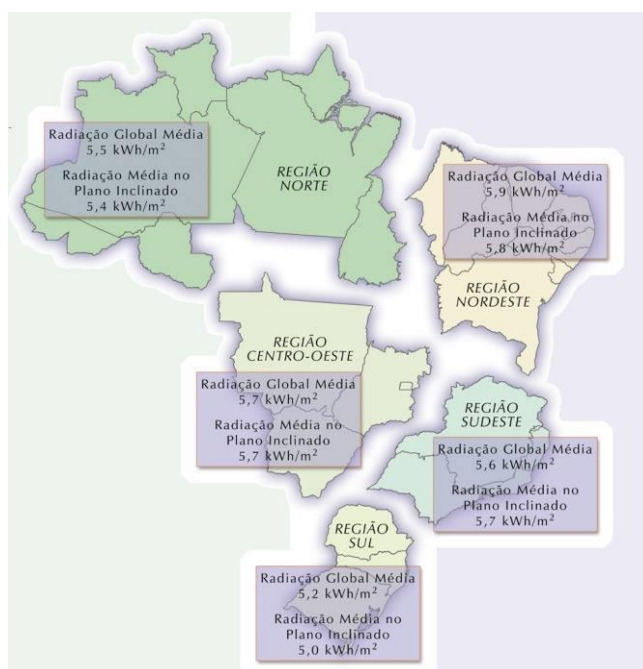 Radiação Global Média
5,5 kWh/m²
Radiação Média no
Plano Inclinado
5,4 kWh/m²
REGIÃO
NORTE
Radiação Global Média
5,9 kWh/m²
Radiação Média no
Plano Inclinado
5,8 kWh/m²
REGIÃO
NORDESTE
REGIÃO
CENTRO-OESTE
Radiação Global Média
5,7 kWh/m²
Radiação Média no
Plano Inclinado
5,7 kWh/m²
REGIÃO
SUDESTE
Radiação Global Média
5,6 kWh/m²
Radiação Média no
Plano Inclinado
5,7 kWh/m²
REGIÃO
SUL
Radiação Global Média
5,2 kWh/m²
Radiação Média no
Plano Inclinado
5,0 kWh/m²